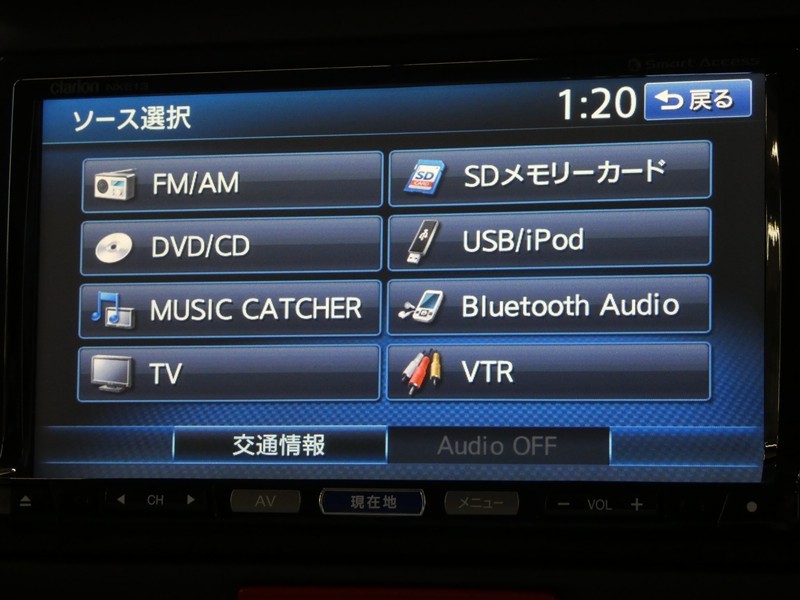 clarion
Smart Access
ソース選択
1:20
戻る
FM/AM
SDメモリーカード
SD
DVD/CD
USB/iPod
MUSIC CATCHER
Bluetooth Audio
TV
VTR
交通情報
Audio OFF
CH
AV
現在地
メニュー
− VOL +